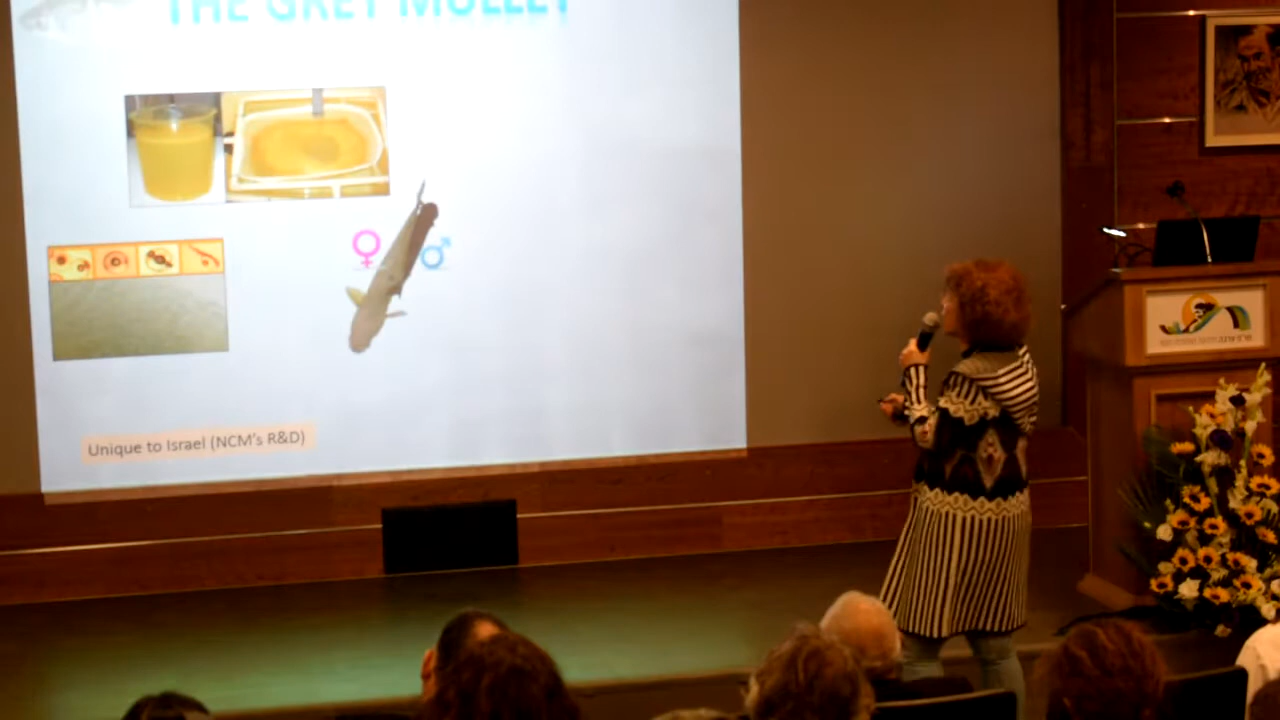 THE GREY MULLET
♀ ♂
Unique to Israel (NCM's R&D)